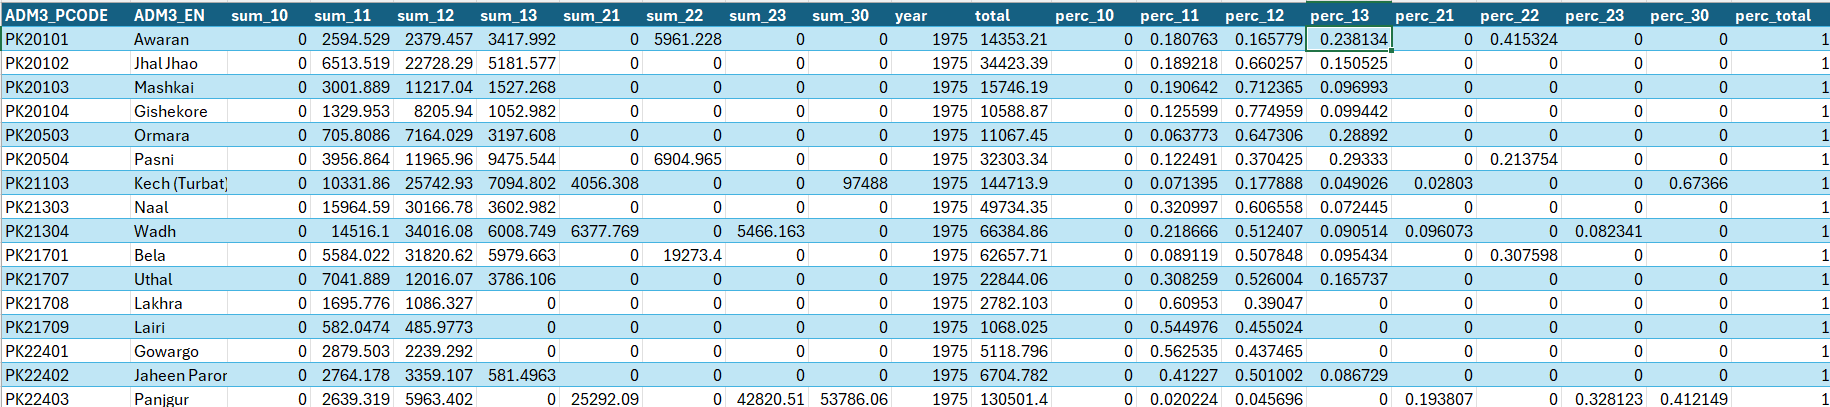 ADM3_PCODE ADM3_EN sum_10 sum_11 sum_12 sum_13 sum_21 sum_22 sum_23 sum_30 year total perc_10 perc_11 perc_12 perc_13 perc_21 perc_22 perc_23 perc_30 perc_total
PK20101 Awaran 0 2594.529 2379.457 3417.992 0 5961.228 0 0 1975 14353.21 0 0.180763 0.165779 0.238134 0 0.415324 0 0 1
PK20102 Jhal Jhao 0 6513.519 22728.29 5181.577 0 0 0 0 1975 34423.39 0 0.189218 0.660257 0.150525 0 0 0 0 1
PK20103 Mashkai 0 3001.889 11217.04 1527.268 0 0 0 0 1975 15746.19 0 0.190642 0.712365 0.096993 0 0 0 0 1
PK20104 Gishekore 0 1329.953 8205.94 1052.982 0 0 0 0 1975 10588.87 0 0.125599 0.774959 0.099442 0 0 0 0 1
PK20503 Ormara 0 705.8086 7164.029 3197.608 0 0 0 0 1975 11067.45 0 0.063773 0.647306 0.28892 0 0 0 0 1
PK20504 Pasni 0 3956.864 11965.96 9475.544 0 6904.965 0 0 1975 32303.34 0 0.122491 0.370425 0.29333 0 0.213754 0 0 1
PK21103 Kech (Turbat) 0 10331.86 25742.93 7094.802 4056.308 0 0 97488 1975 144713.9 0 0.071395 0.177888 0.049026 0.02803 0 0 0.67366 1
PK21303 Naal 0 15964.59 30166.78 3602.982 0 0 0 0 1975 49734.35 0 0.320997 0.606558 0.072445 0 0 0 0 1
PK21304 Wadh 0 14516.1 34016.08 6008.749 6377.769 0 5466.163 0 1975 66384.86 0 0.218666 0.512407 0.090514 0.096073 0 0.082341 0 1
PK21701 Bela 0 5584.022 31820.62 5979.663 0 19273.4 0 0 1975 62657.71 0 0.089119 0.507848 0.095434 0 0.307598 0 0 1
PK21707 Uthal 0 7041.889 12016.07 3786.106 0 0 0 0 1975 22844.06 0 0.308259 0.526004 0.165737 0 0 0 0 1
PK21708 Lakhra 0 1695.776 1086.327 0 0 0 0 0 1975 2782.103 0 0.60953 0.39047 0 0 0 0 0 1
PK21709 Lairi 0 582.0474 485.9773 0 0 0 0 0 1975 1068.025 0 0.544976 0.455024 0 0 0 0 0 1
PK22401 Gowargo 0 2879.503 2239.292 0 0 0 0 0 1975 5118.796 0 0.562535 0.437465 0 0 0 0 0 1
PK22402 Jaheen Paror 0 2764.178 3359.107 581.4963 0 0 0 0 1975 6704.782 0 0.41227 0.501002 0.086729 0 0 0 0 1
PK22403 Panjgur 0 2639.319 5963.402 0 25292.09 0 42820.51 53786.06 1975 130501.4 0 0.020224 0.045696 0 0.193807 0 0.328123 0.412149 1